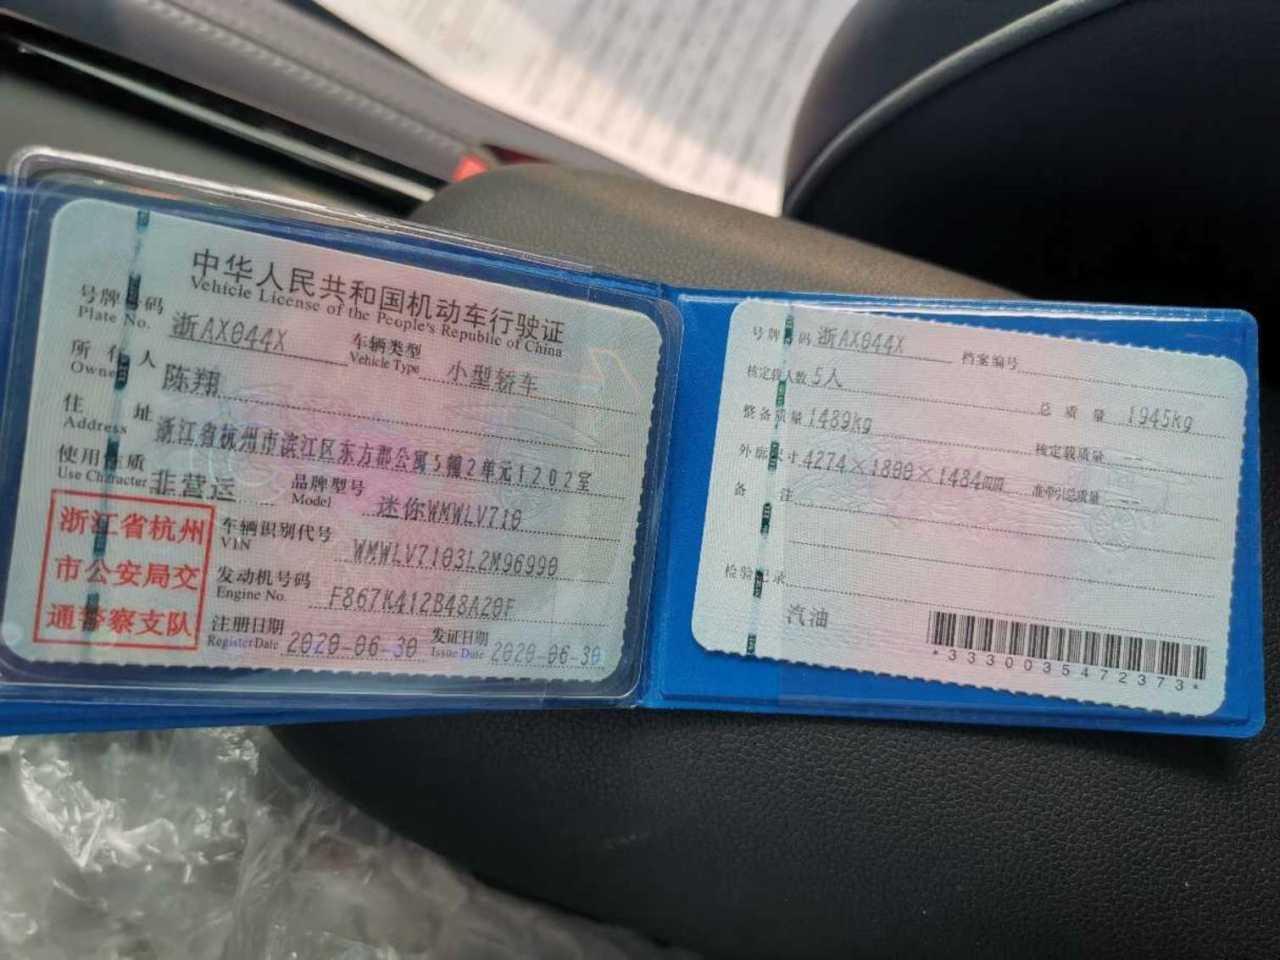 中华人民共和国机动车行驶证
Vehicle License of the People's Republic of China
号牌号码 浙AX044X 车辆类型 小型轿车
Plate No. Vehicle Type
所有人 陈翔
Owner
住址 浙江省杭州市滨江区东方郡公寓5幢2单元1202室
Address
使用性质 非营运 品牌型号 迷你WMWLV710
Use Character Model
浙江省杭州
市公安局交
通警察支队
车辆识别代号 WMWLV7103L2M96990
VIN
发动机号码 F867K412B48A20F
Engine No.
注册日期 2020-06-30 发证日期 2020-06-30
Register Date Issue Date
号牌号码 浙AX044X 档案编号
核定载人数 5人 总质量 1945kg
整备质量 1489kg 核定载质量 --
外廓尺寸 4274×1800×1484mm 准牵引总质量 --
备注
检验记录
汽油
*3330035472373*